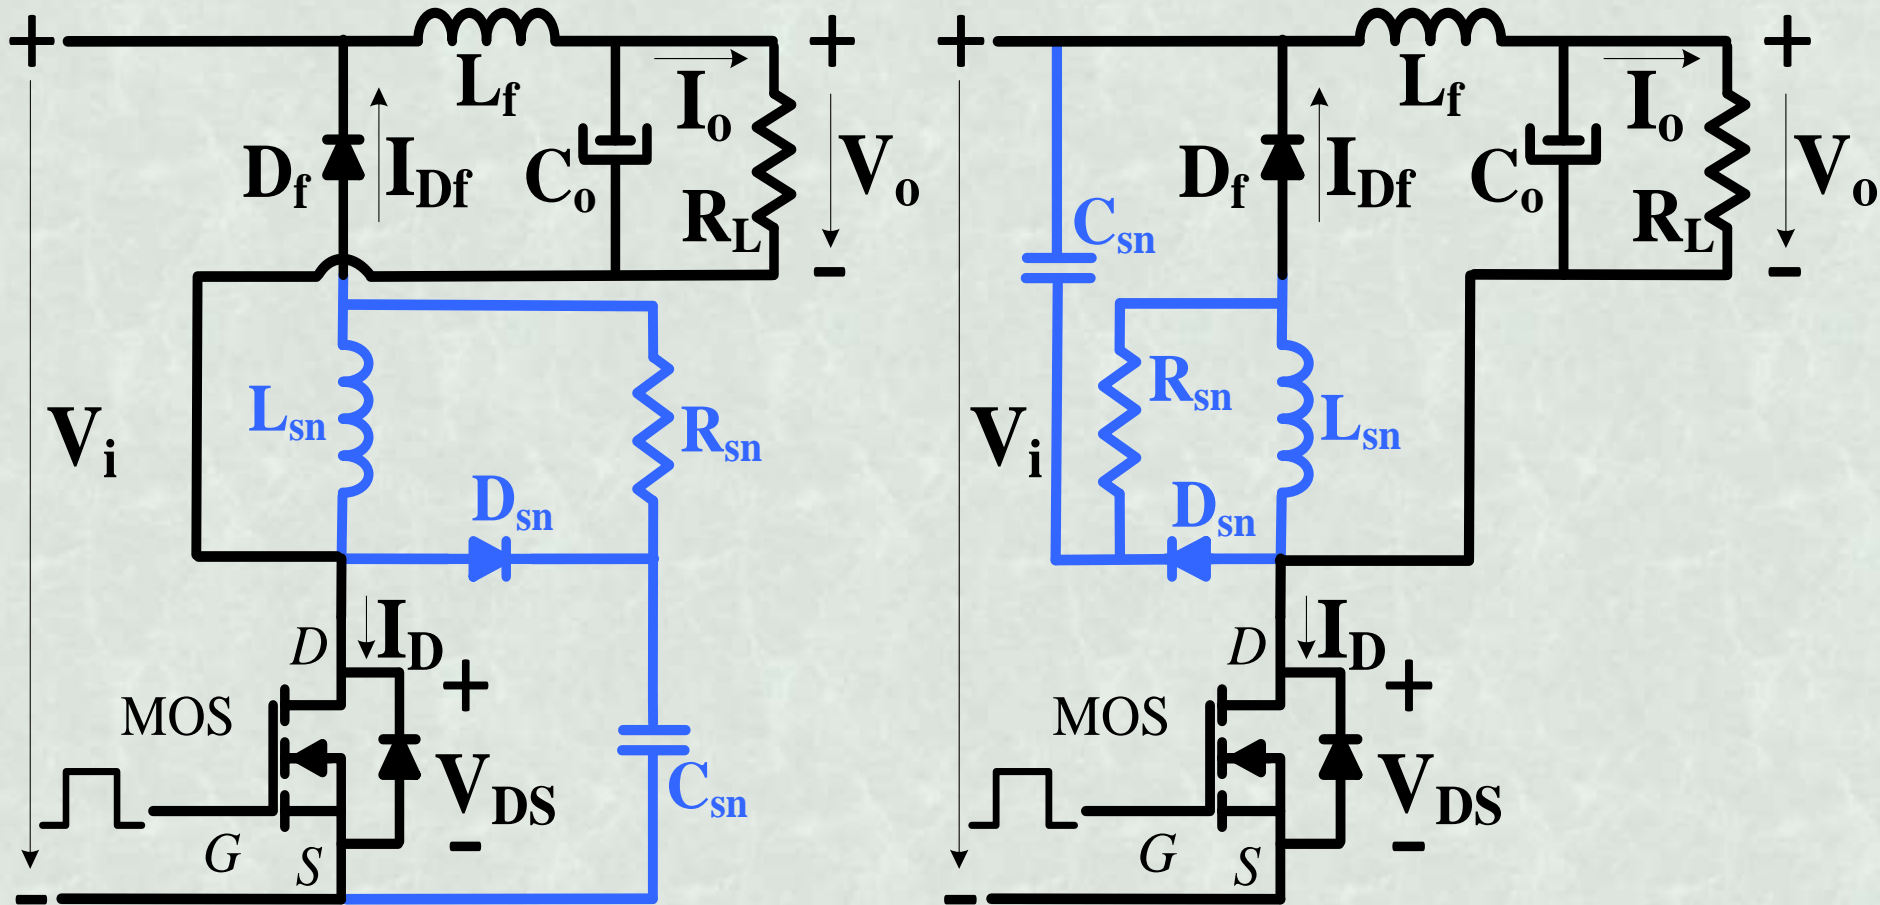 +
Lf
+
Io
Df
IDf
Co
Vo
RL
-
Lsn
Vi
Rsn
Dsn
D
ID
+
MOS
VDS
Csn
G
S
-
-
+
Lf
+
Io
Df
IDf
Co
Vo
Csn
RL
-
Rsn
Vi
Lsn
Dsn
D
ID
+
MOS
VDS
G
S
-
-